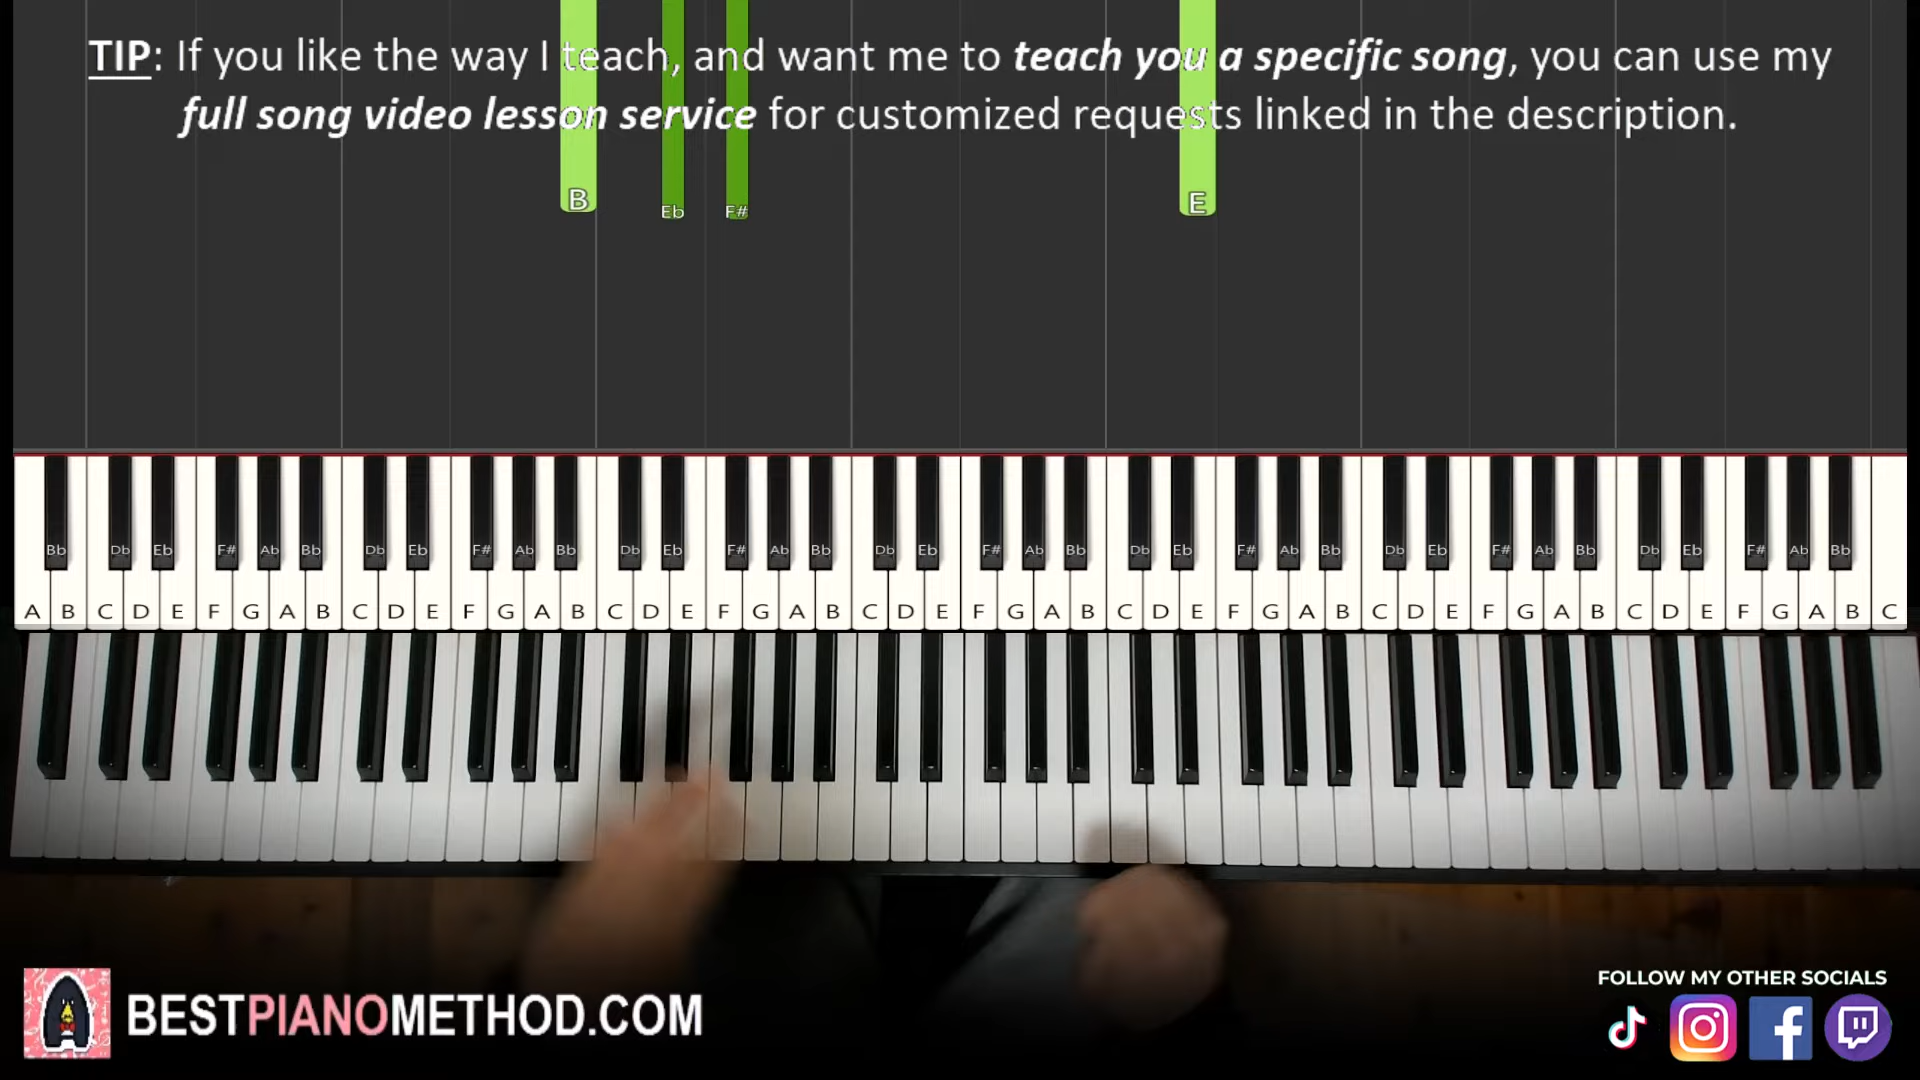 TIP: If you like the way I teach, and want me to teach you a specific song, you can use my
full song video lesson service for customized requests linked in the description.
B Eb F# E
Bb Db Eb F# Ab Bb Db Eb F# Ab Bb Db Eb F# Ab Bb Db Eb F# Ab Bb Db Eb F# Ab Bb Db Eb F# Ab Bb Db Eb F# Ab Bb
A B C D E F G A B C D E F G A B C D E F G A B C D E F G A B C D E F G A B C D E F G A B C D E F G A B C
FOLLOW MY OTHER SOCIALS
BESTPIANOMETHOD.COM